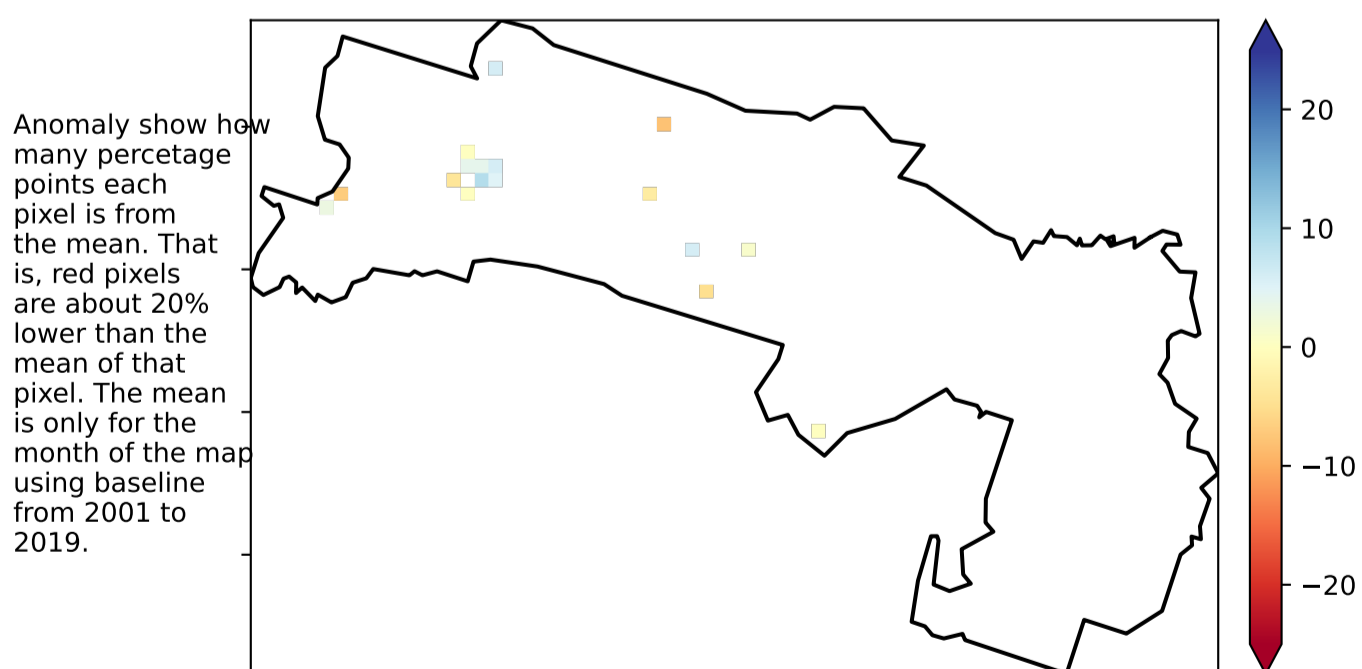 Anomaly show how
many percetage
points each
pixel is from
the mean. That
is, red pixels
are about 20%
lower than the
mean of that
pixel. The mean
is only for the
month of the map
using baseline
from 2001 to
2019.
20
10
0
−10
−20